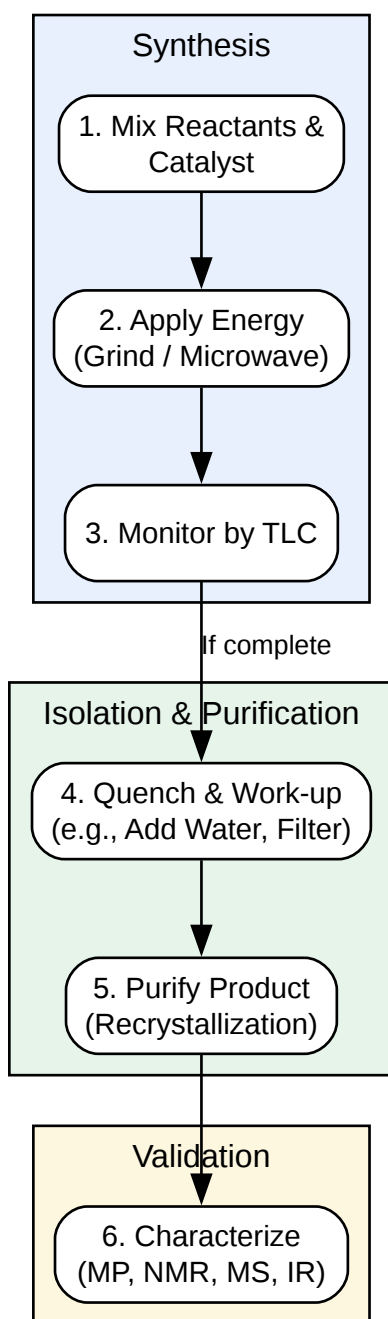 Synthesis
1. Mix Reactants &
Catalyst
2. Apply Energy
(Grind / Microwave)
3. Monitor by TLC
If complete
Isolation & Purification
4. Quench & Work-up
(e.g., Add Water, Filter)
5. Purify Product
(Recrystallization)
Validation
6. Characterize
(MP, NMR, MS, IR)